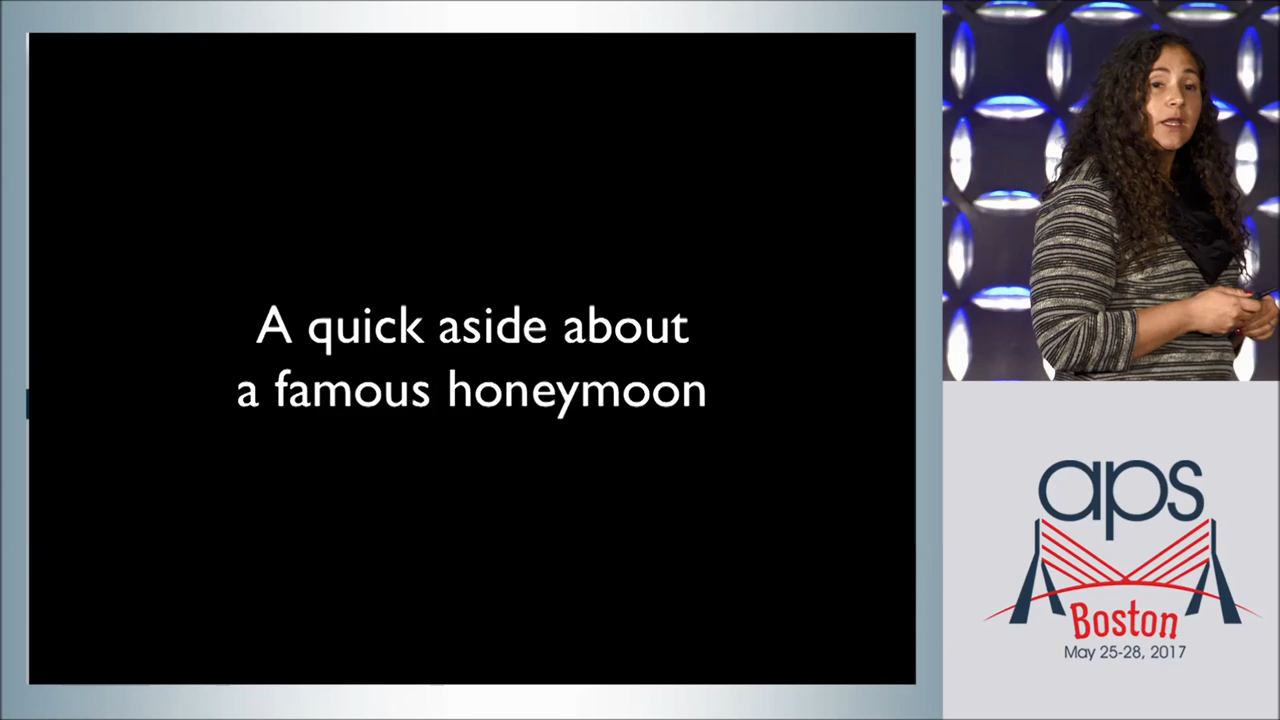 A quick aside about
a famous honeymoon
aps
Boston
May 25-28, 2017